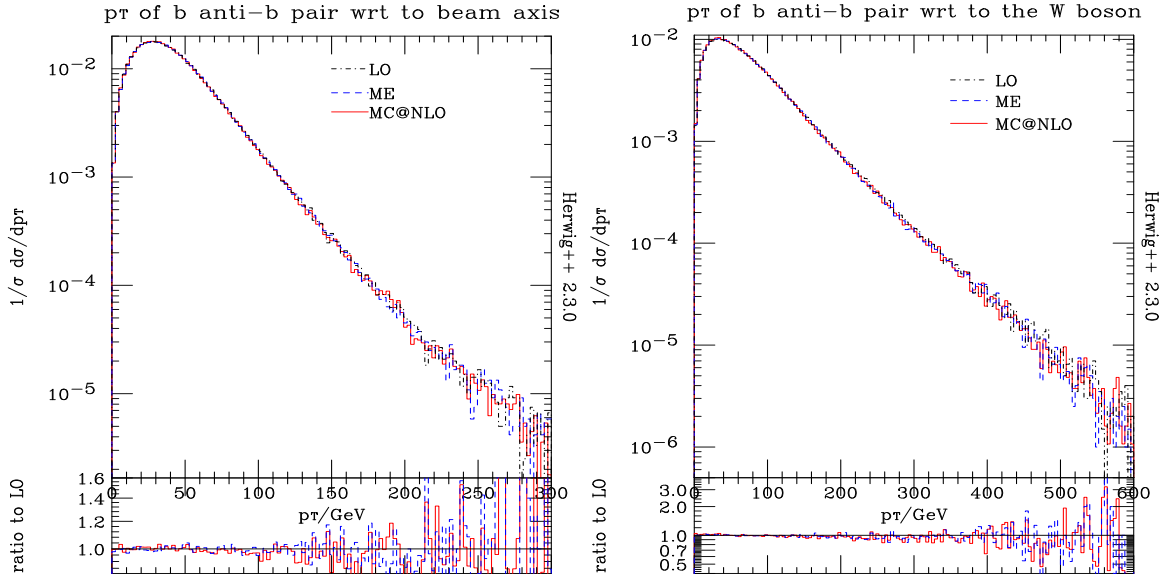 pT of b anti−b pair wrt to beam axis
10−2
10−3
10−4
10−5
1/σ dσ/dpT
LO
ME
MC@NLO
Herwig++ 2.3.0
0 50 100 150 200 250 300
pT/GeV
1.6
1.4
1.2
1.0
ratio to LO
pT of b anti−b pair wrt to the W boson
10−2
10−3
10−4
10−5
10−6
1/σ dσ/dpT
LO
ME
MC@NLO
Herwig++ 2.3.0
0 100 200 300 400 500 600
pT/GeV
3.0
2.0
1.0
0.7
0.5
ratio to LO